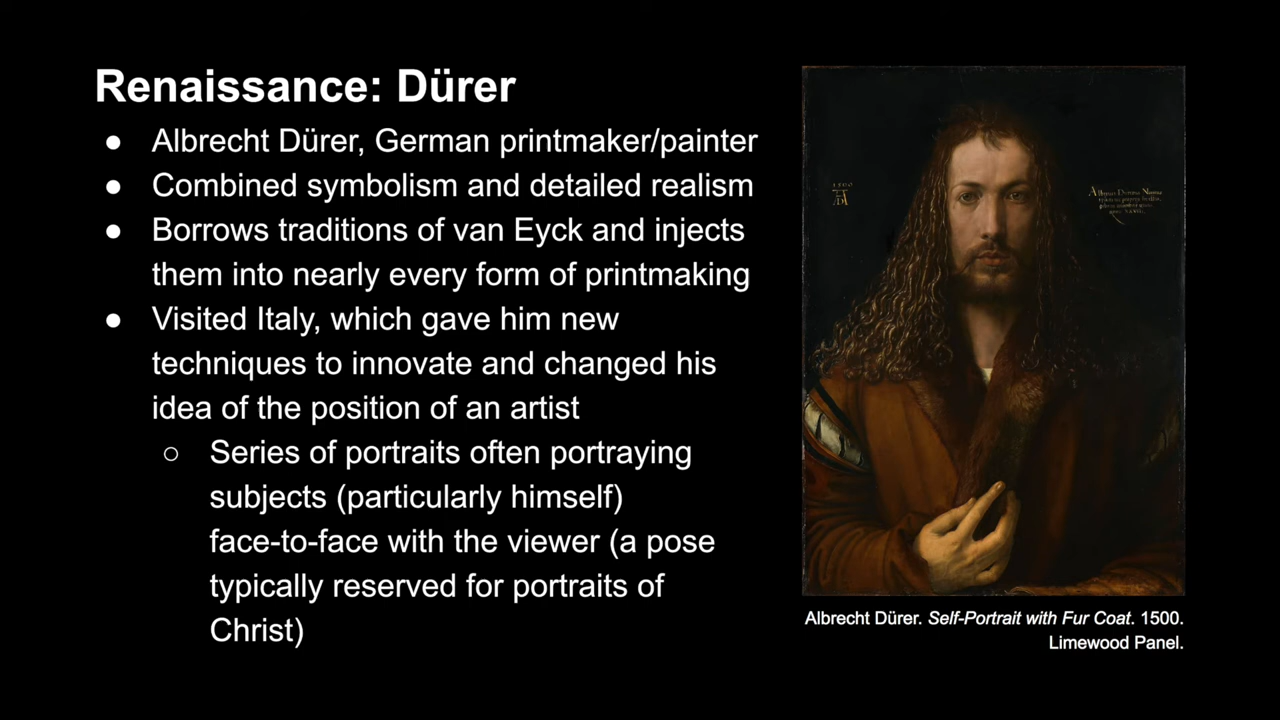 Renaissance: Dürer
● Albrecht Dürer, German printmaker/painter
● Combined symbolism and detailed realism
● Borrows traditions of van Eyck and injects
them into nearly every form of printmaking
● Visited Italy, which gave him new
techniques to innovate and changed his
idea of the position of an artist
○ Series of portraits often portraying
subjects (particularly himself)
face-to-face with the viewer (a pose
typically reserved for portraits of
Christ)
1500
AD
Albrecht Dürer. Self-Portrait with Fur Coat. 1500.
Limewood Panel.